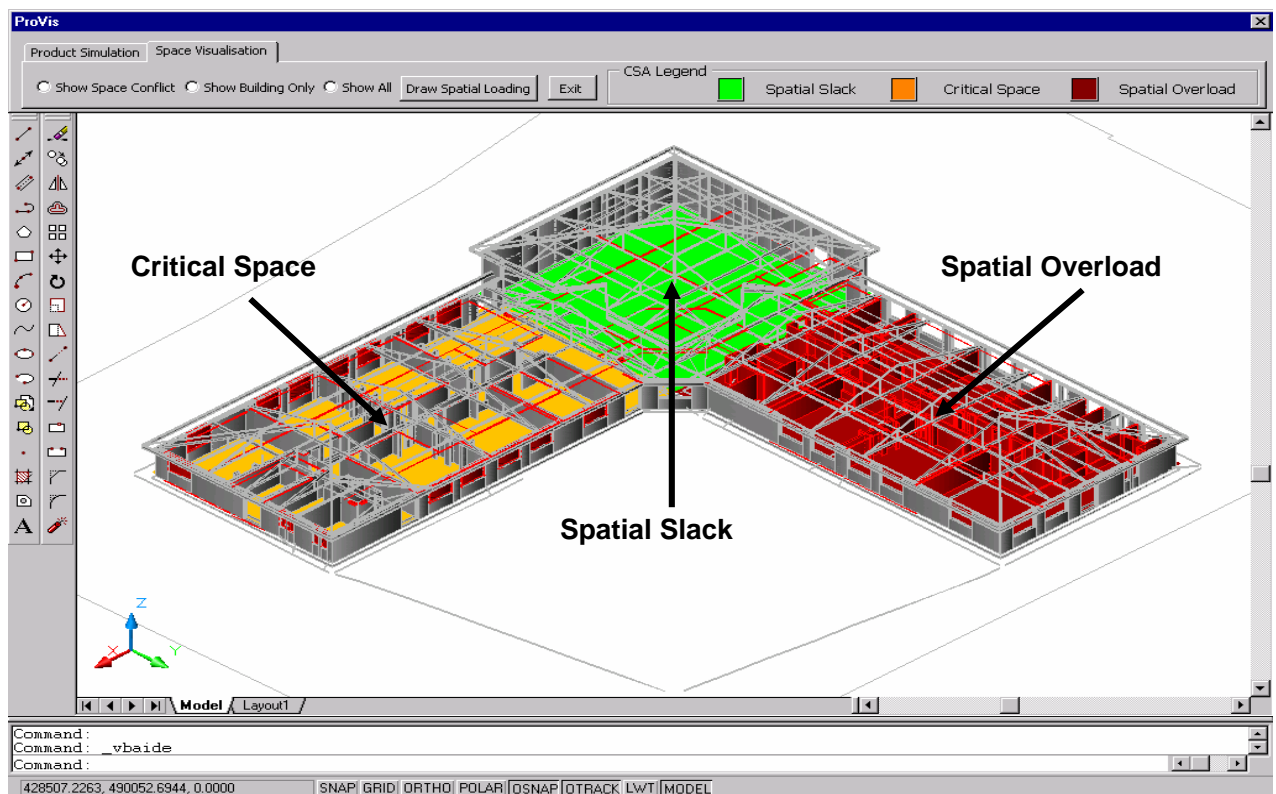 ProVis
Product Simulation Space Visualisation
CSA Legend
Show Space Conflict Show Building Only Show All Draw Spatial Loading Exit Spatial Slack Critical Space Spatial Overload
Critical Space
Spatial Overload
Spatial Slack
Z
X
Y
A
Model Layout1
Command:
Command: _vbaide
Command:
428507.2263, 490052.6944, 0.0000 SNAP GRID ORTHO POLAR OSNAP OTRACK LWT MODEL